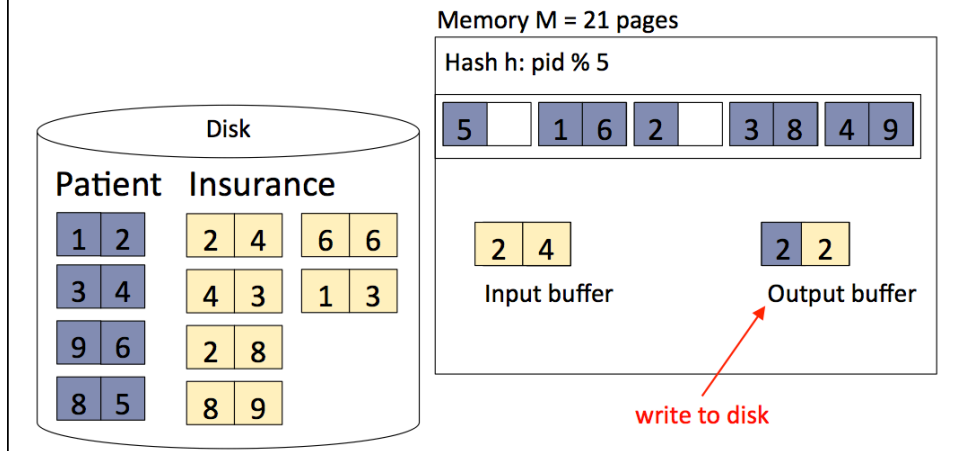 Memory M = 21 pages
Hash h: pid % 5
5 1 6 2 3 8 4 9
Disk
Patient Insurance
1 2 2 4 6 6
3 4 4 3 1 3
9 6 2 8
8 5 8 9
2 4 2 2
Input buffer Output buffer
write to disk